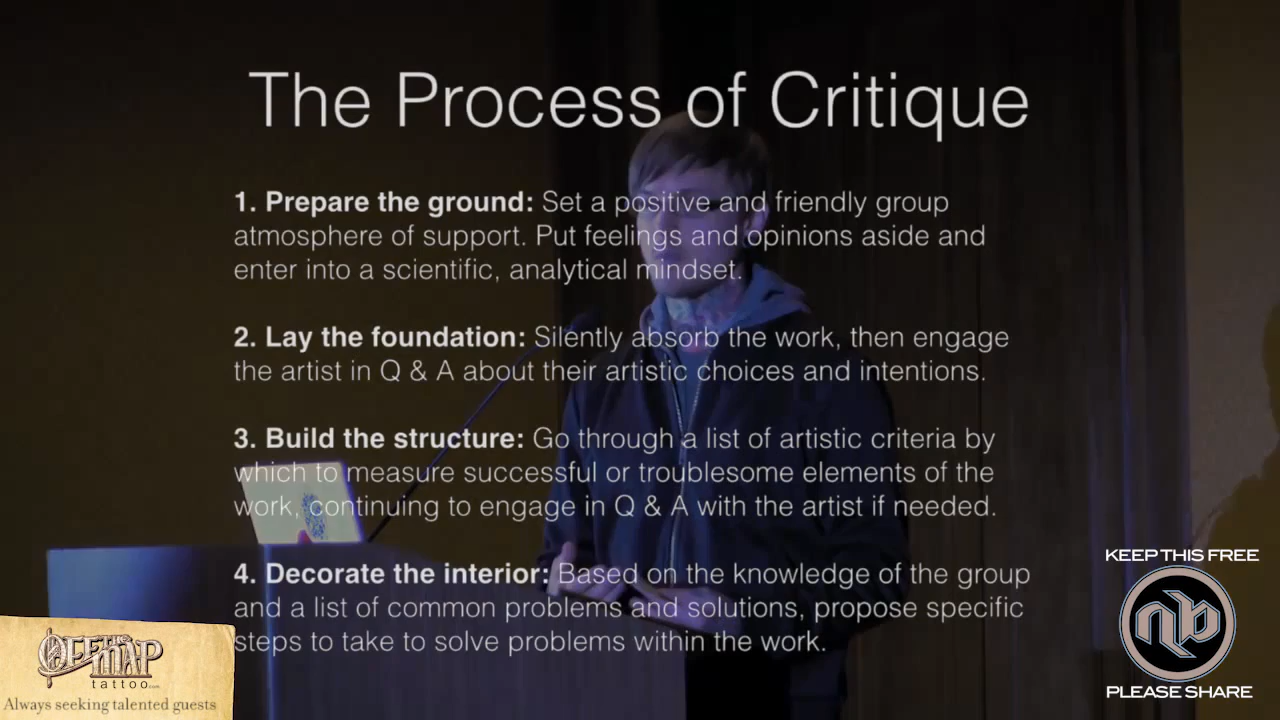 The Process of Critique
1. Prepare the ground: Set a positive and friendly group
atmosphere of support. Put feelings and opinions aside and
enter into a scientific, analytical mindset.
2. Lay the foundation: Silently absorb the work, then engage
the artist in Q & A about their artistic choices and intentions.
3. Build the structure: Go through a list of artistic criteria by
which to measure successful or troublesome elements of the
work, continuing to engage in Q & A with the artist if needed.
4. Decorate the interior: Based on the knowledge of the group
and a list of common problems and solutions, propose specific
steps to take to solve problems within the work.
OFF THE MAP
tattoo.com
Always seeking talented guests
KEEP THIS FREE
PLEASE SHARE